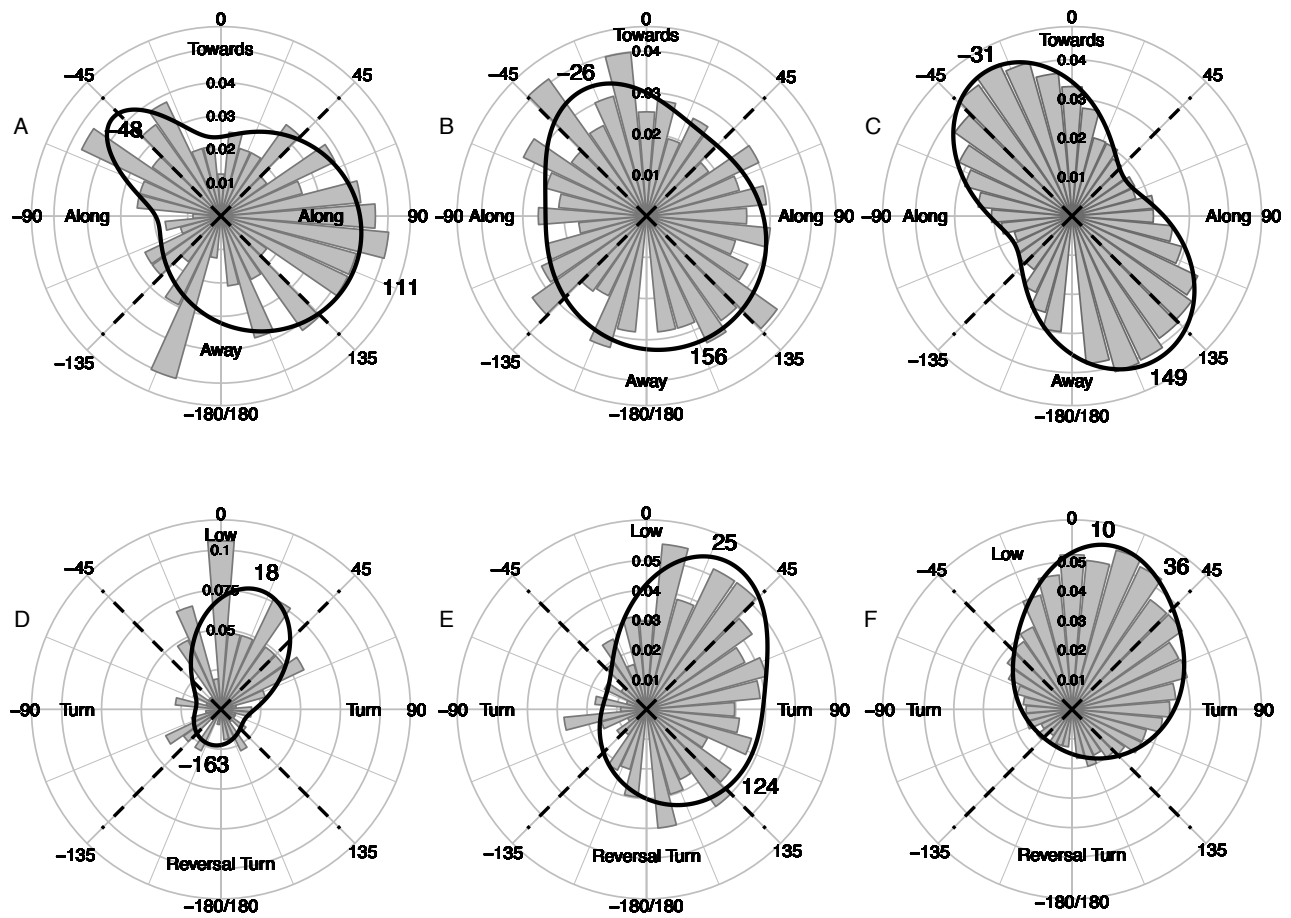 A
0
Towards
−45
45
0.04
0.03
0.02
0.01
−48
−90
Along
Along
90
111
−135
Away
135
−180/180
B
0
Towards
−45
45
0.04
0.03
0.02
0.01
−26
−90
Along
Along
90
156
−135
Away
135
−180/180
C
0
Towards
−31
−45
45
0.04
0.03
0.02
0.01
−90
Along
Along
90
−135
Away
149
135
−180/180
D
0
Low
0.1
−45
18
45
0.075
0.05
−90
Turn
Turn
90
−163
−135
Reversal Turn
135
−180/180
E
0
Low
25
−45
45
0.05
0.04
0.03
0.02
0.01
−90
Turn
Turn
90
124
−135
Reversal Turn
135
−180/180
F
0
10
Low
36
−45
45
0.05
0.04
0.03
0.02
0.01
−90
Turn
Turn
90
−135
Reversal Turn
135
−180/180